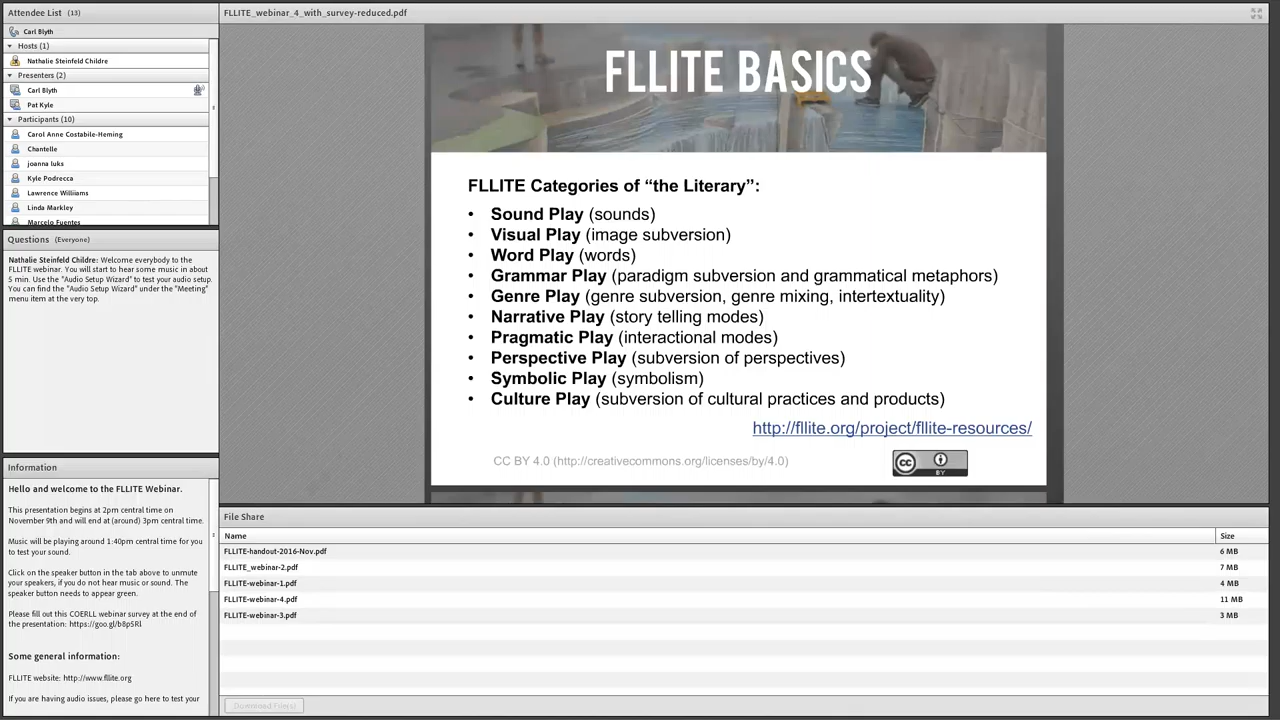 Attendee List (13)
Carl Blyth
Hosts (1)
Nathalie Steinfeld Childre
Presenters (2)
Carl Blyth
Pat Kyle
Participants (10)
Carol Anne Costabile-Heming
Chantelle
joanna luks
Kyle Podrecca
Lawrence Williams
Linda Markley
Marcelo Fuentes
Questions (Everyone)
Nathalie Steinfeld Childre: Welcome everybody to the
FLLITE webinar. You will start to hear some music in about
5 min. Use the "Audio Setup Wizard" to test your audio setup.
You can find the "Audio Setup Wizard" under the "Meeting"
menu item at the very top.
Information
Hello and welcome to the FLLITE Webinar.
This presentation begins at 2pm central time on
November 9th and will end at (around) 3pm central time.
Music will be playing around 1:40pm central time for you
to test your sound.
Click on the speaker button in the tab above to unmute
your speakers, if you do not hear music or sound. The
speaker button needs to appear green.
Please fill out this COERLL webinar survey at the end of
the presentation: https://goo.gl/b8pSRl
Some general information:
FLLITE website: http://www.fllite.org
If you are having audio issues, please go here to test your
FLLITE_webinar_4_with_survey-reduced.pdf
FLLITE BASICS
FLLITE Categories of “the Literary”:
• Sound Play (sounds)
• Visual Play (image subversion)
• Word Play (words)
• Grammar Play (paradigm subversion and grammatical metaphors)
• Genre Play (genre subversion, genre mixing, intertextuality)
• Narrative Play (story telling modes)
• Pragmatic Play (interactional modes)
• Perspective Play (subversion of perspectives)
• Symbolic Play (symbolism)
• Culture Play (subversion of cultural practices and products)
http://fllite.org/project/fllite-resources/
CC BY 4.0 (http://creativecommons.org/licenses/by/4.0)
cc
BY
File Share
Name Size
FLLITE-handout-2016-Nov.pdf 6 MB
FLLITE_webinar-2.pdf 7 MB
FLLITE-webinar-1.pdf 4 MB
FLLITE-webinar-4.pdf 11 MB
FLLITE-webinar-3.pdf 3 MB
Download File(s)